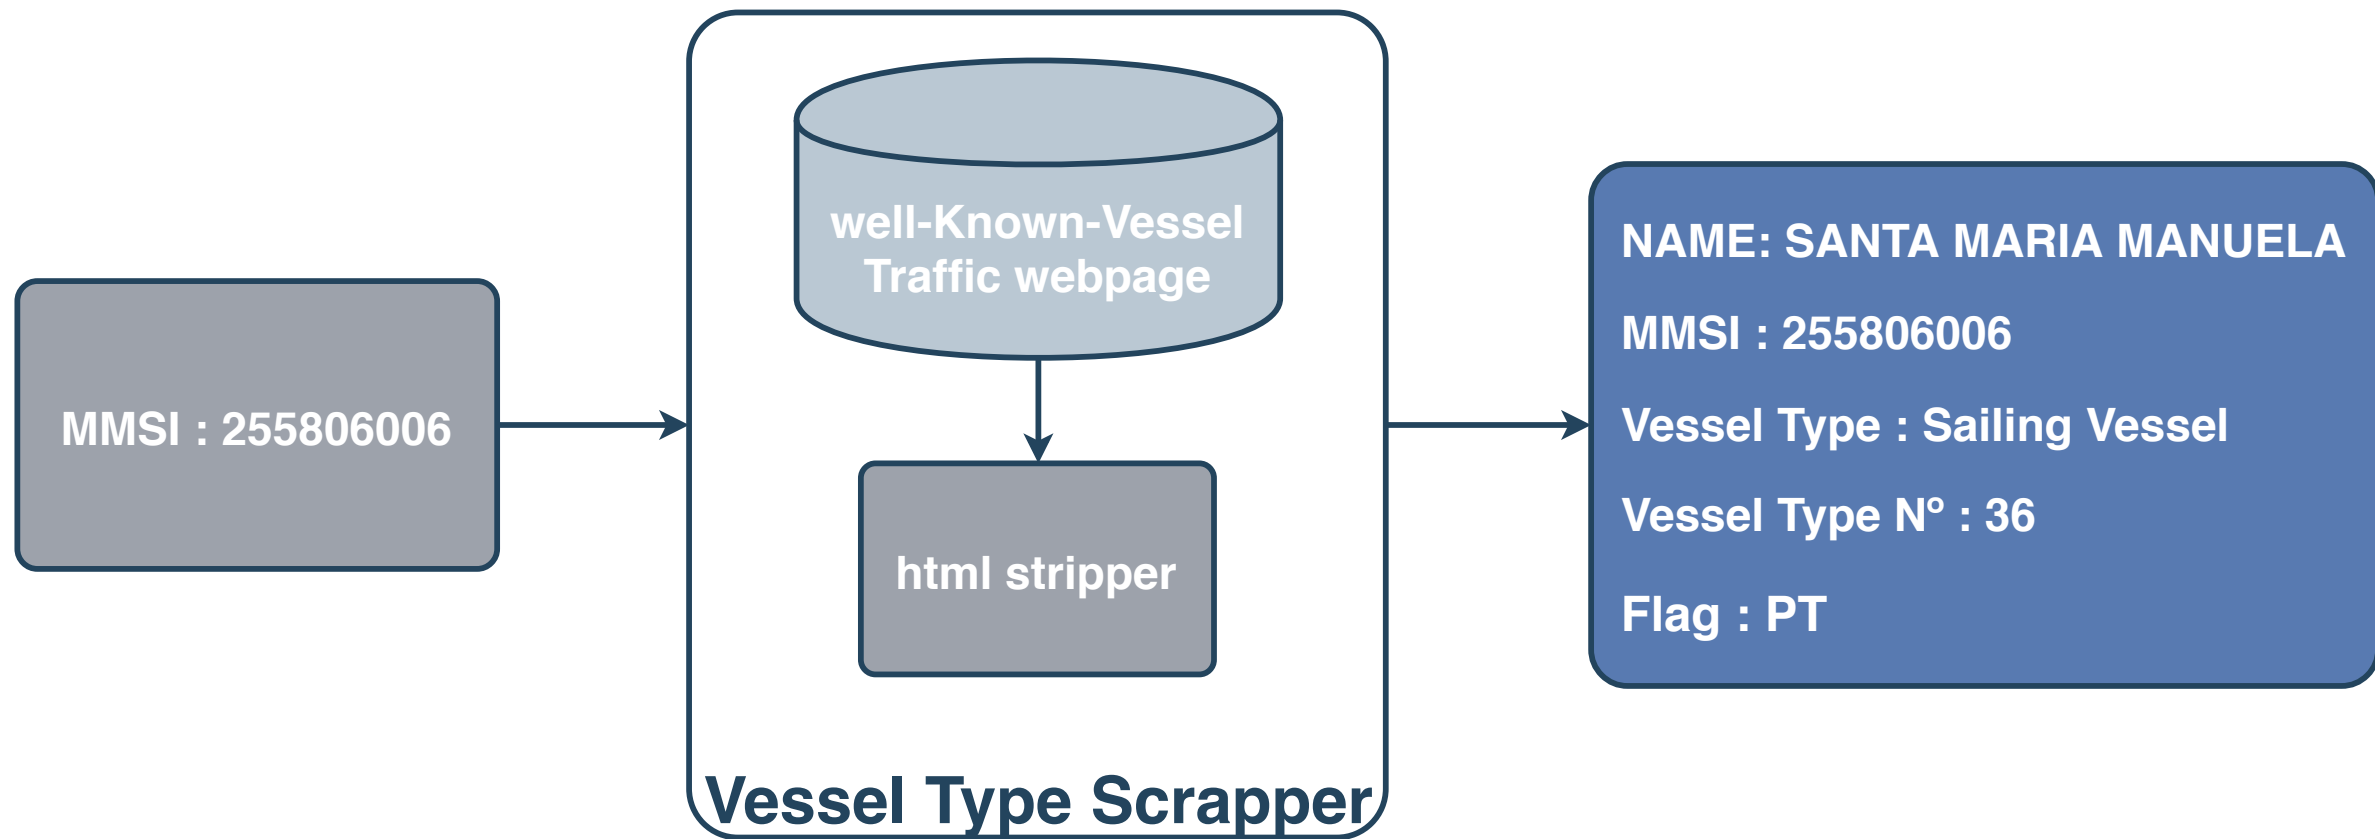 MMSI : 255806006
well-Known-Vessel
Traffic webpage
html stripper
Vessel Type Scrapper
NAME: SANTA MARIA MANUELA
MMSI : 255806006
Vessel Type : Sailing Vessel
Vessel Type Nº : 36
Flag : PT